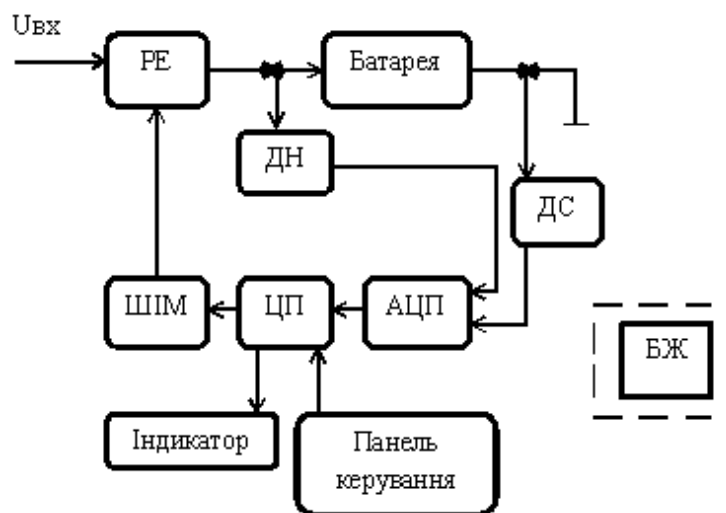 Uвх
РЕ
Батарея
ДН
ДС
ШІМ
ЦП
АЦП
БЖ
Індикатор
Панель
керування